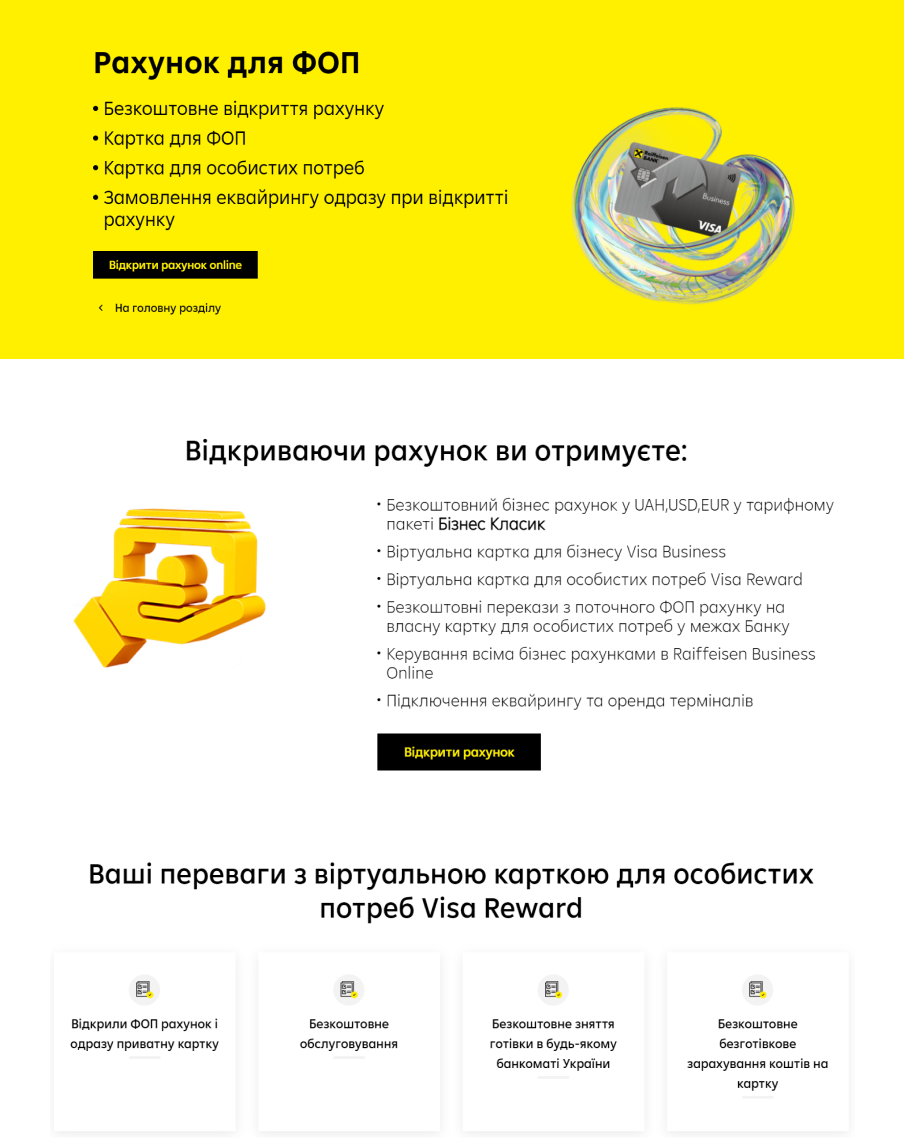 Рахунок для ФОП
• Безкоштовне відкриття рахунку
• Картка для ФОП
• Картка для особистих потреб
• Замовлення еквайрингу одразу при відкритті
рахунку
Raiffeisen
BANK
Business
VISA
Відкрити рахунок online
На головну розділу
Відкриваючи рахунок ви отримуєте:
• Безкоштовний бізнес рахунок у UAH,USD,EUR у тарифному
пакеті Бізнес Класик
• Віртуальна картка для бізнесу Visa Business
• Віртуальна картка для особистих потреб Visa Reward
• Безкоштовні перекази з поточного ФОП рахунку на
власну картку для особистих потреб у межах Банку
• Керування всіма бізнес рахунками в Raiffeisen Business
Online
• Підключення еквайрингу та оренда терміналів
Відкрити рахунок
Ваші переваги з віртуальною карткою для особистих
потреб Visa Reward
Відкрили ФОП рахунок і
одразу приватну картку
Безкоштовне
обслуговування
Безкоштовне зняття
готівки в будь-якому
банкоматі України
Безкоштовне
безготівкове
зарахування коштів на
картку